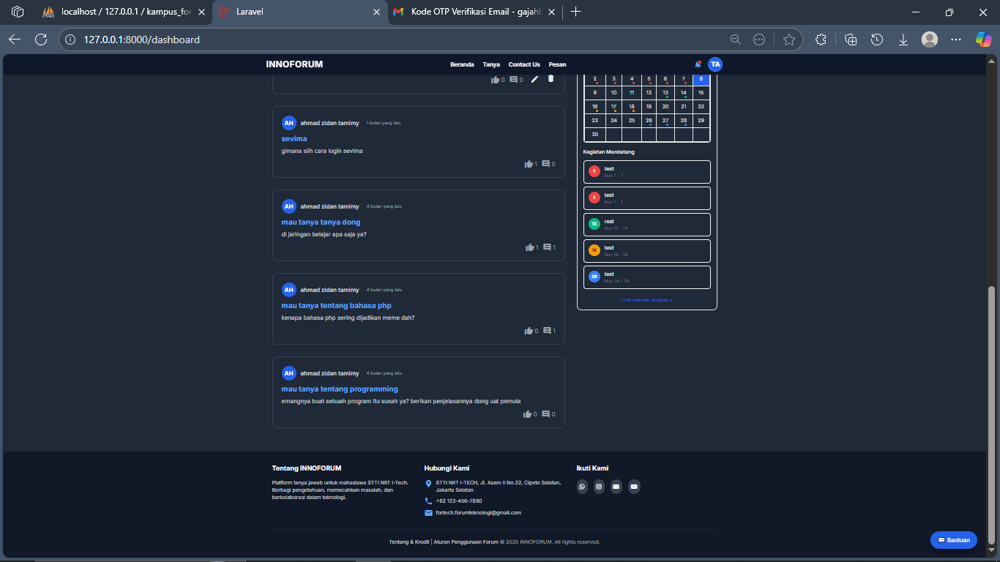 localhost / 127.0.0.1 / kampus_for
Laravel
Kode OTP Verifikasi Email - gajah
127.0.0.1:8000/dashboard
INNOFORUM
Beranda Tanya Contact Us Pesan
TA
0 0
AH ahmad zidan tamimy 1 bulan yang lalu
sevima
gimana siih cara login sevima
1 0
AH ahmad zidan tamimy 4 bulan yang lalu
mau tanya tanya dong
di jaringan belajar apa saja ya?
1 1
AH ahmad zidan tamimy 4 bulan yang lalu
mau tanya tentang bahasa php
kenapa bahasa php sering dijadikan meme dah?
0 1
AH ahmad zidan tamimy 4 bulan yang lalu
mau tanya tentang programming
emangnya buat sebuah program itu susah ya? berikan penjelasannya dong uat pemula
0 0
2 3 4 5 6 7 8
9 10 11 12 13 14 15
16 17 18 19 20 21 22
23 24 25 26 27 28 29
30
Kegiatan Mendatang
1 test
Nov 1 - 7
1 test
Nov 1 - 7
13 rest
Nov 13 - 14
16 test
Nov 16 - 18
26 test
Nov 26 - 28
Lihat kalender lengkap »
Tentang INNOFORUM
Platform tanya jawab untuk mahasiswa STTI NIIT I-Tech.
Berbagi pengetahuan, memecahkan masalah, dan
berkolaborasi dalam teknologi.
Hubungi Kami
STTI NIIT I-TECH, Jl. Asem II No.22, Cipete Selatan,
Jakarta Selatan
+62 123-456-7890
fortech.forumteknologi@gmail.com
Ikuti Kami
Tentang & Kredit | Aturan Penggunaan Forum © 2025 INNOFORUM. All rights reserved.
Bantuan